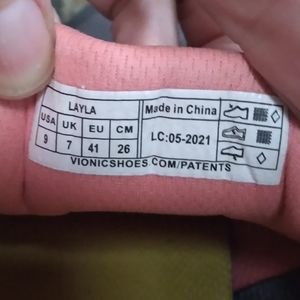 LAYLA
USA UK EU CM
9 7 41 26
Made in China
LC:05-2021
VIONICSHOES.COM/PATENTS